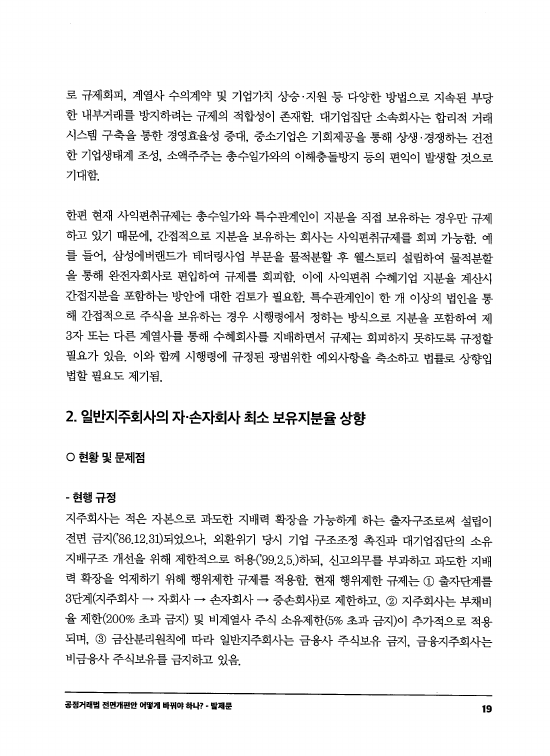 로 규제회피, 계열사 수의계약 및 기업가치 상승·지원 등 다양한 방법으로 지속된 부당
한 내부거래를 방지하려는 규제의 적합성이 존재함. 대기업집단 소속회사는 합리적 거래
시스템 구축을 통한 경영효율성 증대, 중소기업은 기회제공을 통해 상생·경쟁하는 건전
한 기업생태계 조성, 소액주주는 총수일가와의 이해충돌방지 등의 편익이 발생할 것으로
기대함.
한편 현재 사익편취규제는 총수일가와 특수관계인이 지분을 직접 보유하는 경우만 규제
하고 있기 때문에, 간접적으로 지분을 보유하는 회사는 사익편취규제를 회피 가능함. 예
를 들어, 삼성에버랜드가 테더링사업 부문을 물적분할 후 웰스토리 설립하여 물적분할
을 통해 완전자회사로 편입하여 규제를 회피함. 이에 사익편취 수혜기업 지분율 계산시
간접지분을 포함하는 방안에 대한 검토가 필요함. 특수관계인이 한 개 이상의 법인을 통
해 간접적으로 주식을 보유하는 경우 시행령에서 정하는 방식으로 지분을 포함하여 제
3자 또는 다른 계열사를 통해 수혜회사를 지배하면서 규제는 회피하지 못하도록 규정할
필요가 있음. 이와 함께 시행령에 규정된 광범위한 예외사항을 축소하고 법률로 상향입
법할 필요도 제기됨.
2. 일반지주회사의 자·손자회사 최소 보유지분율 상향
○ 현황 및 문제점
- 현행 규정
지주회사는 적은 자본으로 과도한 지배력 확장을 가능하게 하는 출자구조로써 설립이
전면 금지('86.12.31)되었으나, 외환위기 당시 기업 구조조정 촉진과 대기업집단의 소유
지배구조 개선을 위해 제한적으로 허용('99.2.5.)하되, 신고의무를 부과하고 과도한 지배
력 확장을 억제하기 위해 행위제한 규제를 적용함. 현재 행위제한 규제는 ① 출자단계를
3단계(지주회사 → 자회사 → 손자회사 → 증손회사)로 제한하고, ② 지주회사는 부채비
율 제한(200% 초과 금지) 및 비계열사 주식 소유제한(5% 초과 금지)이 추가적으로 적용
되며, ③ 금산분리원칙에 따라 일반지주회사는 금융사 주식보유 금지, 금융지주회사는
비금융사 주식보유를 금지하고 있음.
공정거래법 전면개편안 어떻게 바꿔야 하나? - 발제문
19